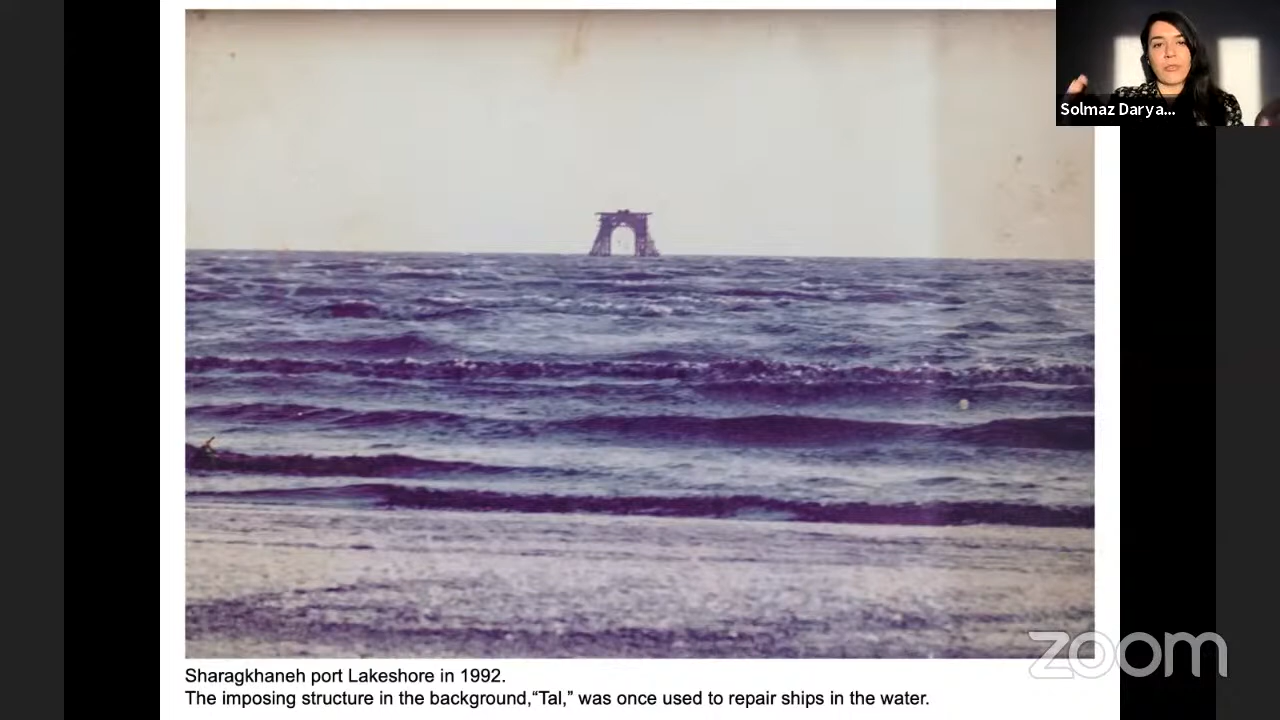 Solmaz Darya...
zoom
Sharagkhaneh port Lakeshore in 1992.
The imposing structure in the background,“Tal,” was once used to repair ships in the water.